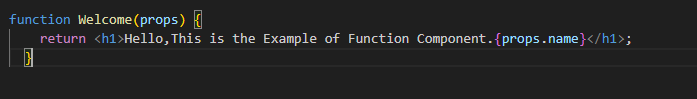 function Welcome(props) {
return <h1>Hello,This is the Example of Function Component.{props.name}</h1>;
}